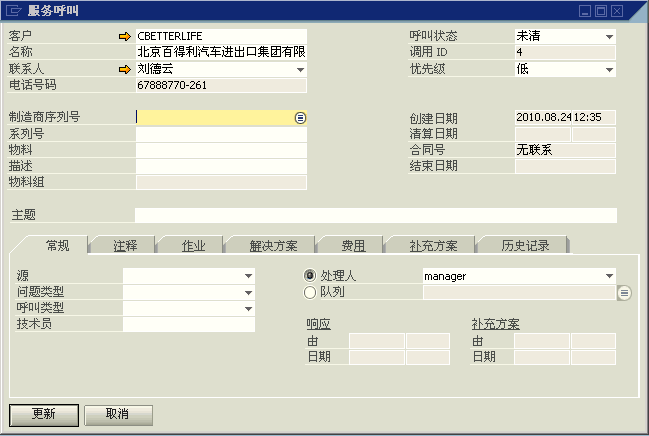 服务呼叫
客户 CBETTERLIFE 呼叫状态 未清
名称 北京百得利汽车进出口集团有限 调用 ID 4
联系人 刘德云 优先级 低
电话号码 67888770-261
制造商序列号 创建日期 2010.08.24 12:35
系列号 清算日期
物料 合同号 无联系
描述 结束日期
物料组
主题
常规 注释 作业 解决方案 费用 补充方案 历史记录
源 处理人 manager
问题类型 队列
呼叫类型
技术员 响应 补充方案
由 由
日期 日期
更新 取消